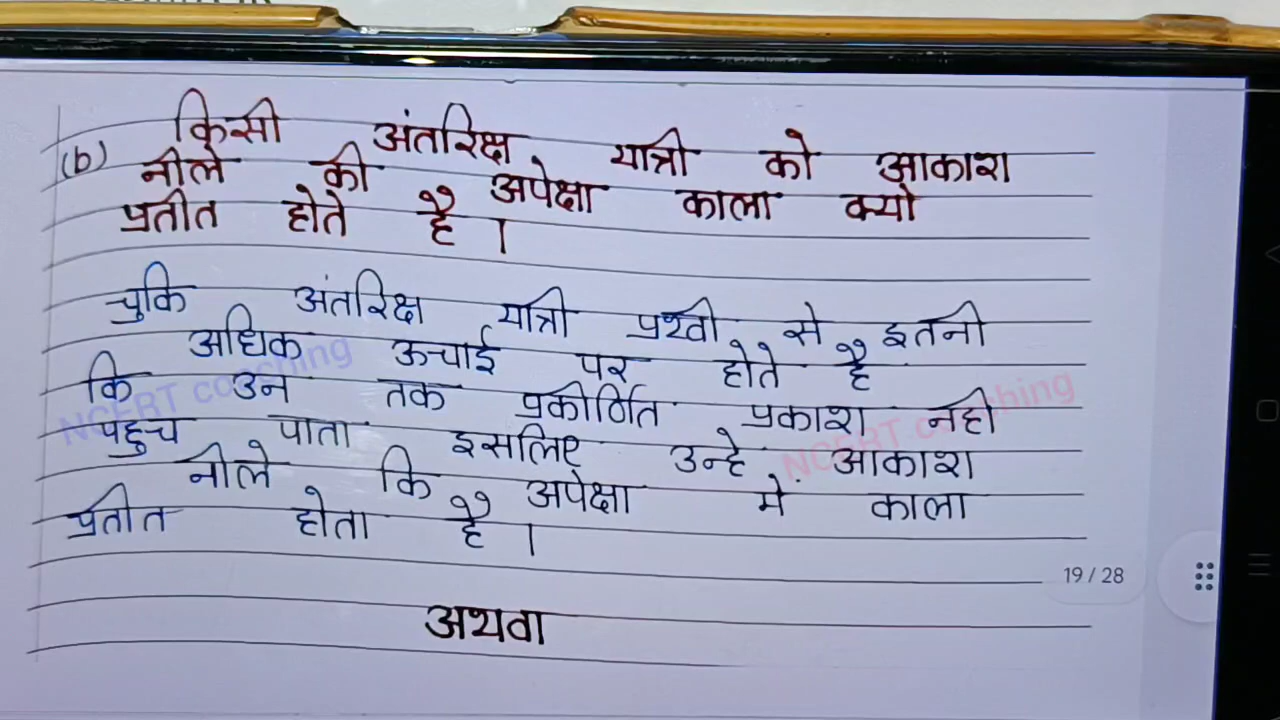 (b) किसी अंतरिक्ष यात्री को आकाश
नीले की अपेक्षा काला क्यो
प्रतीत होते है ।
चुकि अंतरिक्ष यात्री प्रथ्वी से इतनी
अधिक ऊचाई पर होते है
कि उन तक प्रकीर्णित प्रकाश नही
पहुच पाता इसलिए उन्हे आकाश
नीले कि अपेक्षा मे काला
प्रतीत होता है ।
NCERT coaching
NCERT coaching
19 / 28
अथवा